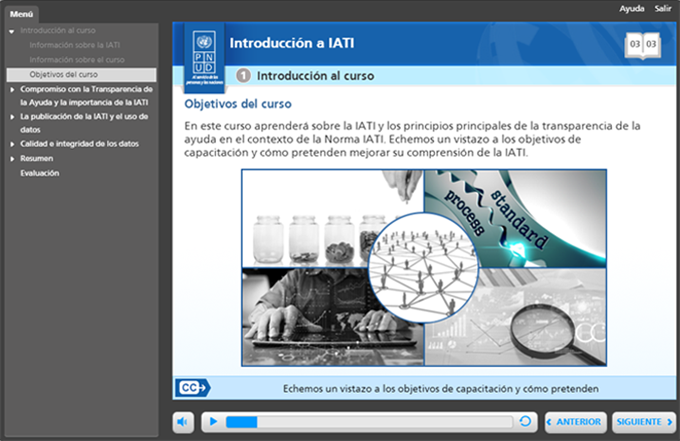 Ayuda Salir
Menú
Introducción al curso
Información sobre la IATI
Información sobre el curso
Objetivos del curso
Compromiso con la Transparencia de
la Ayuda y la importancia de la IATI
La publicación de la IATI y el uso de
datos
Calidad e integridad de los datos
Resumen
Evaluación
P N
U D
Al servicio de las
personas y las naciones
Introducción a IATI
03 03
1 Introducción al curso
Objetivos del curso
En este curso aprenderá sobre la IATI y los principios principales de la transparencia de la
ayuda en el contexto de la Norma IATI. Echemos un vistazo a los objetivos de
capacitación y cómo pretenden mejorar su comprensión de la IATI.
process
standard
CC
Echemos un vistazo a los objetivos de capacitación y cómo pretenden
ANTERIOR
SIGUIENTE